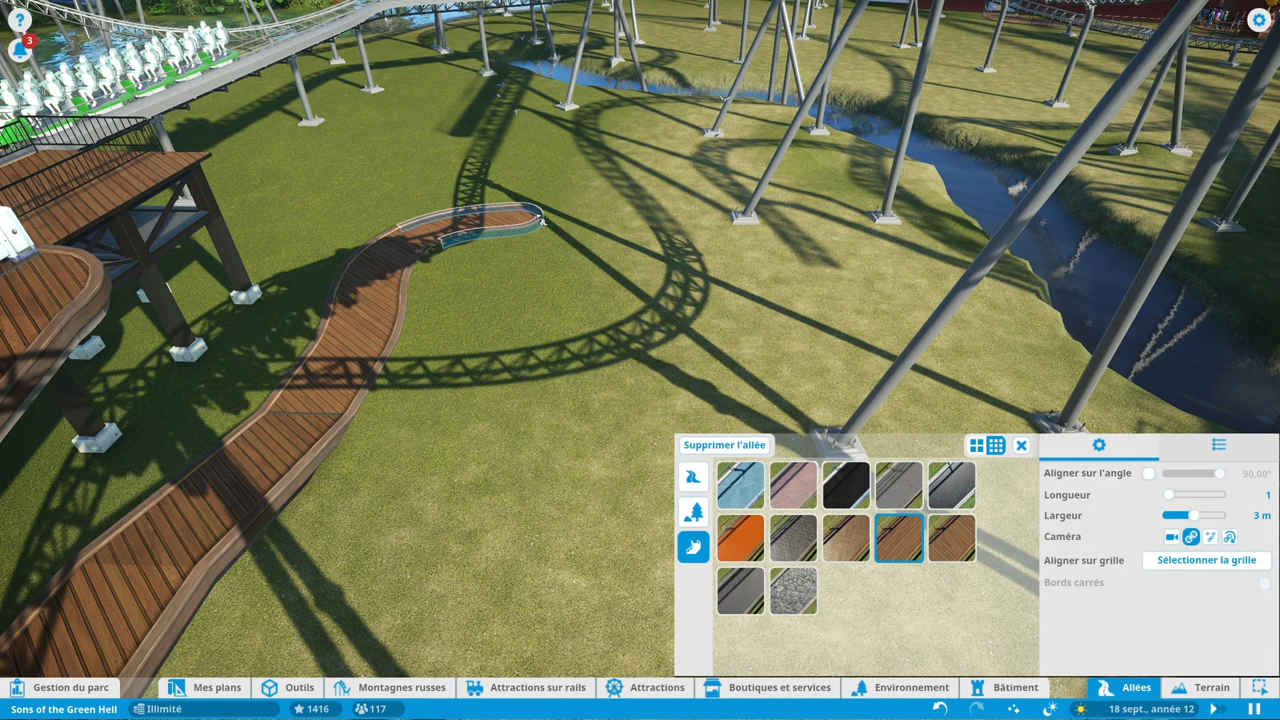 ?
3
Supprimer l'allée
Aligner sur l'angle 90,00°
Longueur 1
Largeur 3 m
Caméra
Aligner sur grille Sélectionner la grille
Bords carrés
Gestion du parc Mes plans Outils Montagnes russes Attractions sur rails Attractions Boutiques et services Environnement Bâtiment Allées Terrain
Sons of the Green Hell Illimité 1416 117 18 sept., année 12